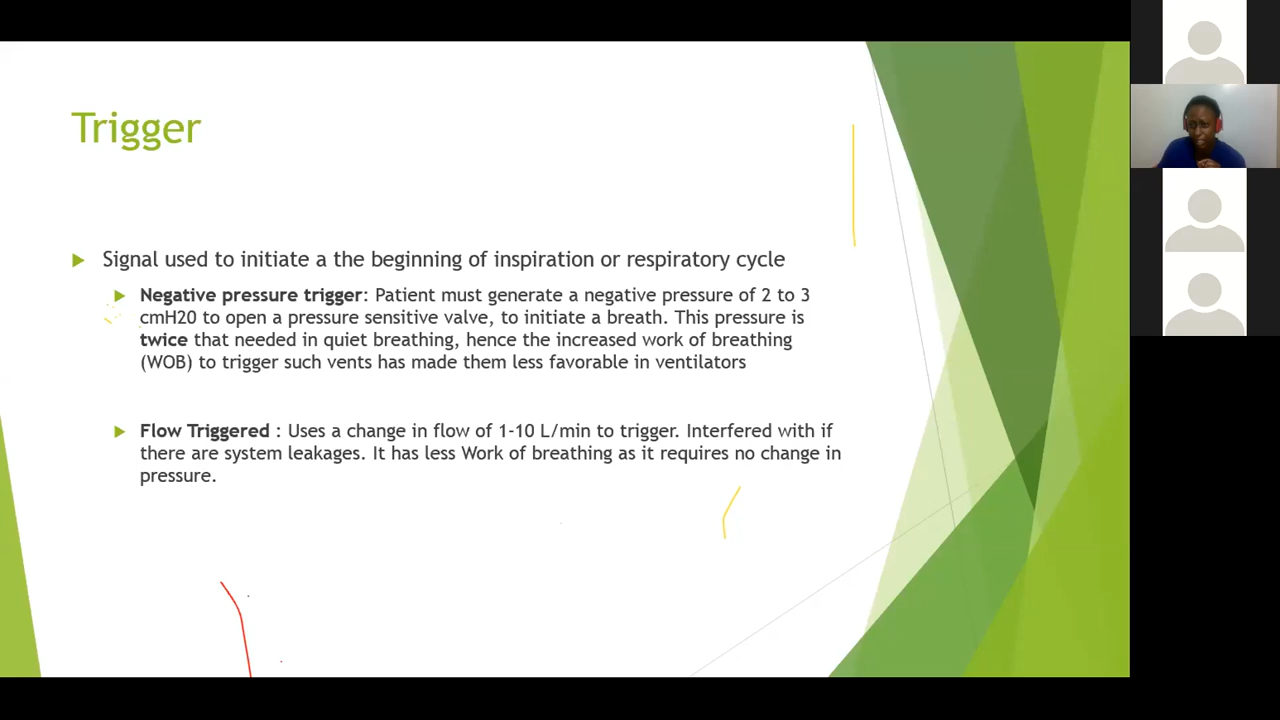 Trigger
Signal used to initiate a the beginning of inspiration or respiratory cycle
Negative pressure trigger: Patient must generate a negative pressure of 2 to 3
cmH20 to open a pressure sensitive valve, to initiate a breath. This pressure is
twice that needed in quiet breathing, hence the increased work of breathing
(WOB) to trigger such vents has made them less favorable in ventilators
Flow Triggered : Uses a change in flow of 1-10 L/min to trigger. Interfered with if
there are system leakages. It has less Work of breathing as it requires no change in
pressure.